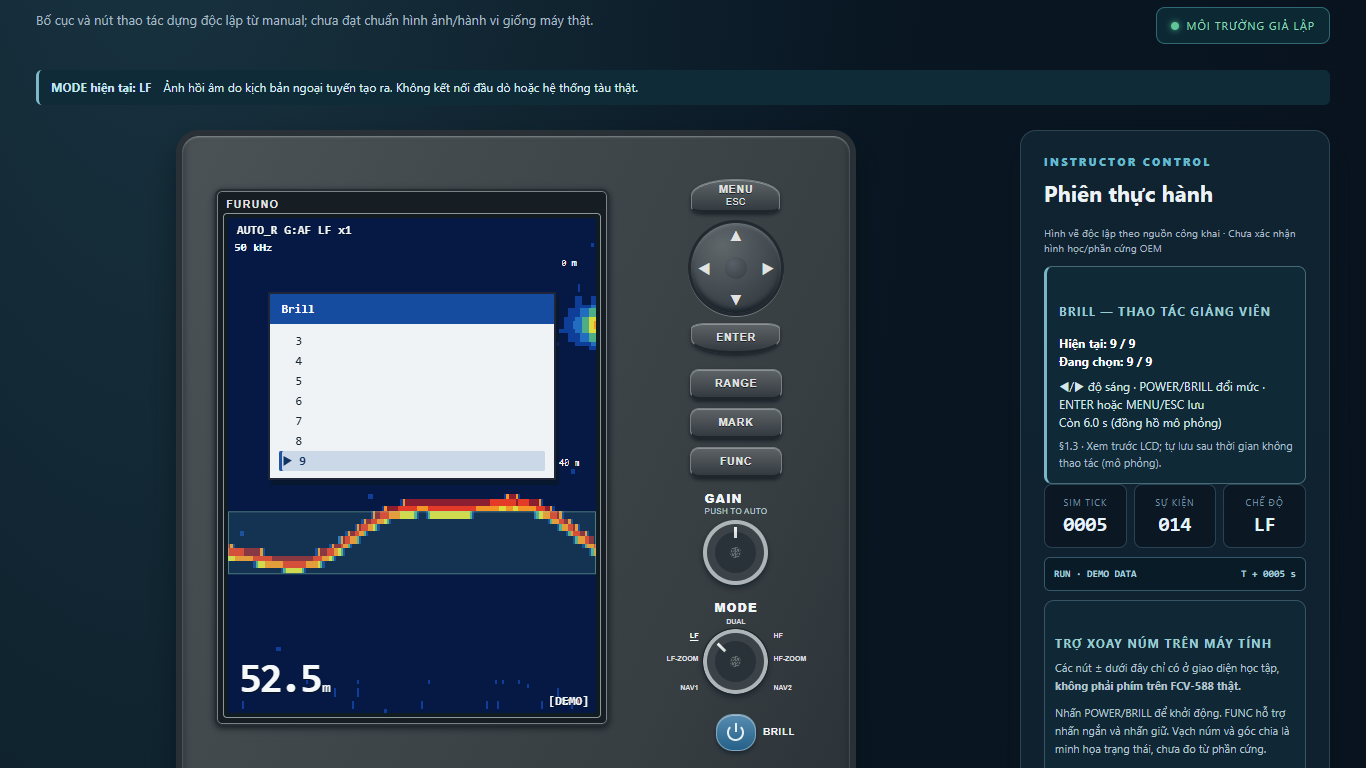 Bố cục và nút thao tác dựng độc lập từ manual; chưa đạt chuẩn hình ảnh/hành vi giống máy thật.
MÔI TRƯỜNG GIẢ LẬP
MODE hiện tại: LF Ảnh hồi âm do kịch bản ngoại tuyến tạo ra. Không kết nối đầu dò hoặc hệ thống tàu thật.
FURUNO
AUTO_R G:AF LF x1
50 kHz
0 m
Brill
3
4
5
6
7
8
▶ 9
40 m
52.5m
[DEMO]
MENU
ESC
▲
◀ ▶
▼
ENTER
RANGE
MARK
FUNC
GAIN
PUSH TO AUTO
MODE
DUAL
LF HF
LF-ZOOM HF-ZOOM
NAV1 NAV2
BRILL
INSTRUCTOR CONTROL
Phiên thực hành
Hình vẽ độc lập theo nguồn công khai · Chưa xác nhận
hình học/phần cứng OEM
BRILL — THAO TÁC GIẢNG VIÊN
Hiện tại: 9 / 9
Đang chọn: 9 / 9
◀/▶ độ sáng · POWER/BRILL đổi mức ·
ENTER hoặc MENU/ESC lưu
Còn 6.0 s (đồng hồ mô phỏng)
§1.3 · Xem trước LCD; tự lưu sau thời gian không
thao tác (mô phỏng).
SIM TICK SỰ KIỆN CHẾ ĐỘ
0005 014 LF
RUN · DEMO DATA T + 0005 s
TRỢ XOAY NÚM TRÊN MÁY TÍNH
Các nút ± dưới đây chỉ có ở giao diện học tập,
không phải phím trên FCV-588 thật.
Nhấn POWER/BRILL để khởi động. FUNC hỗ trợ
nhấn ngắn và nhấn giữ. Vạch núm và góc chia là
minh họa trạng thái, chưa đo từ phần cứng.